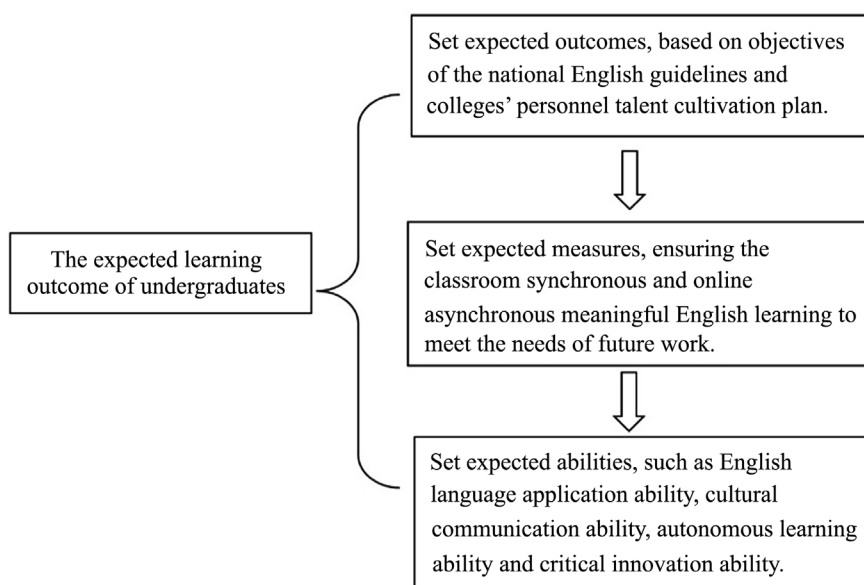 Set expected outcomes, based on objectives
of the national English guidelines and
colleges’ personnel talent cultivation plan.
The expected learning
outcome of undergraduates
Set expected measures, ensuring the
classroom synchronous and online
asynchronous meaningful English learning to
meet the needs of future work.
Set expected abilities, such as English
language application ability, cultural
communication ability, autonomous learning
ability and critical innovation ability.